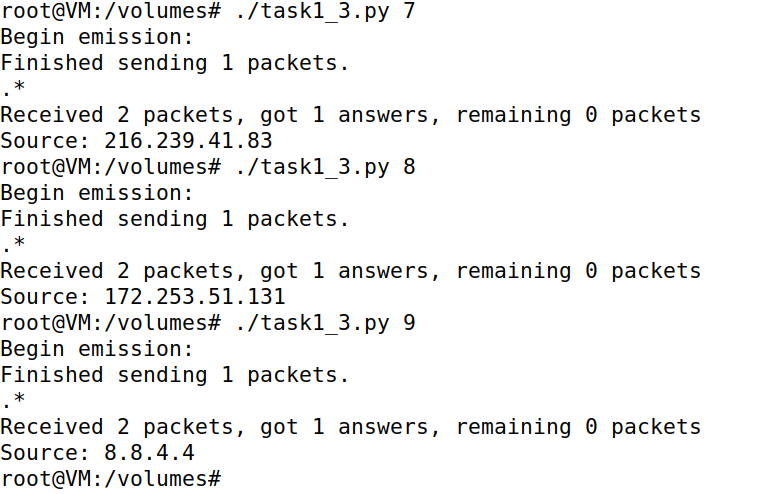 root@VM:/volumes# ./task1_3.py 7
Begin emission:
Finished sending 1 packets.
.*
Received 2 packets, got 1 answers, remaining 0 packets
Source: 216.239.41.83
root@VM:/volumes# ./task1_3.py 8
Begin emission:
Finished sending 1 packets.
.*
Received 2 packets, got 1 answers, remaining 0 packets
Source: 172.253.51.131
root@VM:/volumes# ./task1_3.py 9
Begin emission:
Finished sending 1 packets.
.*
Received 2 packets, got 1 answers, remaining 0 packets
Source: 8.8.4.4
root@VM:/volumes#